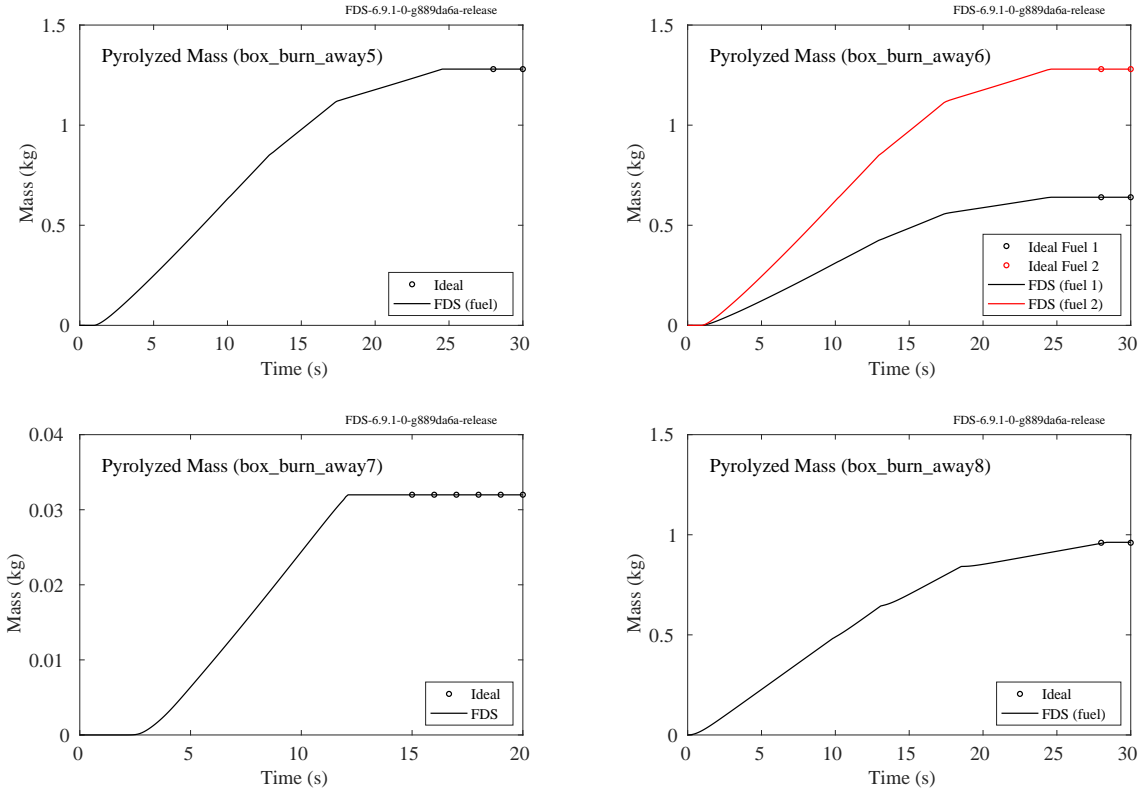 FDS-6.9.1-0-g889da6a-release
Pyrolyzed Mass (box_burn_away5)
1.5
1
0.5
0
Mass (kg)
Ideal
FDS (fuel)
0 5 10 15 20 25 30
Time (s)
FDS-6.9.1-0-g889da6a-release
Pyrolyzed Mass (box_burn_away6)
1.5
1
0.5
0
Mass (kg)
Ideal Fuel 1
Ideal Fuel 2
FDS (fuel 1)
FDS (fuel 2)
0 5 10 15 20 25 30
Time (s)
FDS-6.9.1-0-g889da6a-release
Pyrolyzed Mass (box_burn_away7)
0.04
0.03
0.02
0.01
0
Mass (kg)
Ideal
FDS
0 5 10 15 20
Time (s)
FDS-6.9.1-0-g889da6a-release
Pyrolyzed Mass (box_burn_away8)
1.5
1
0.5
0
Mass (kg)
Ideal
FDS (fuel)
0 5 10 15 20 25 30
Time (s)